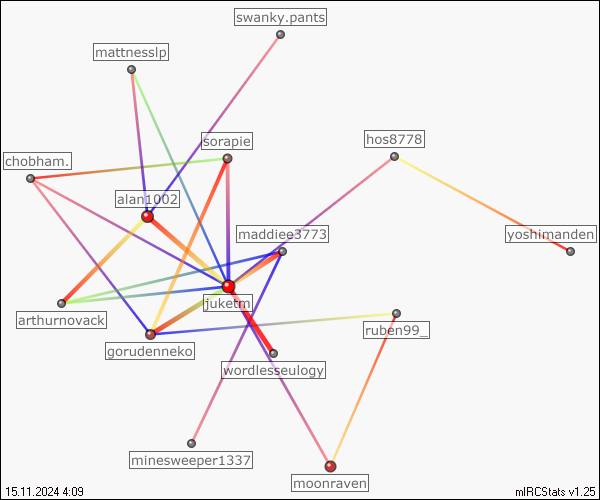 swanky.pants
mattnesslp
sorapie
hos8778
chobham.
alan1002
maddiee3773
yoshimanden
ljuketm
arthurnovack
ruben99_
gorudenneko
wordlesseulogy
minesweeper1337
moonraven
15.11.2024 4:09
mIRCStats v1.25